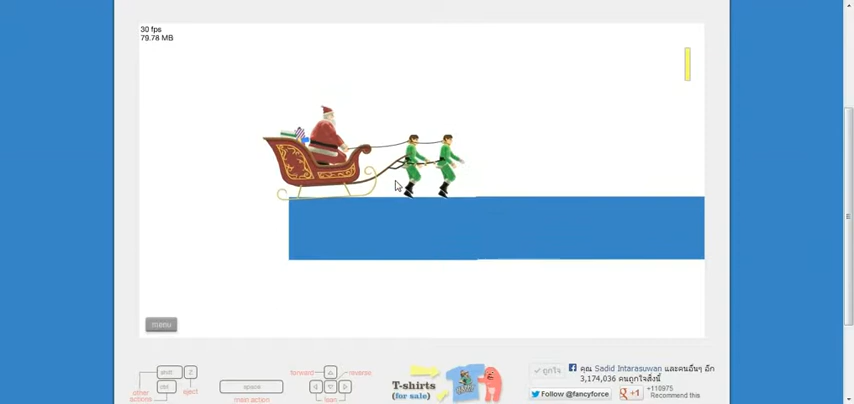 30 fps
79.78 MB
menu
shift
Z
ctrl
other
actions
eject
space
main action
forward
reverse
lean
T-shirts
(for sale)
ถูกใจ
คุณ Sadid Intarasuwan และคนอื่นๆ อีก
3,174,036 คนถูกใจสิ่งนี้
Follow @fancyforce
+1
+118975
Recommend this